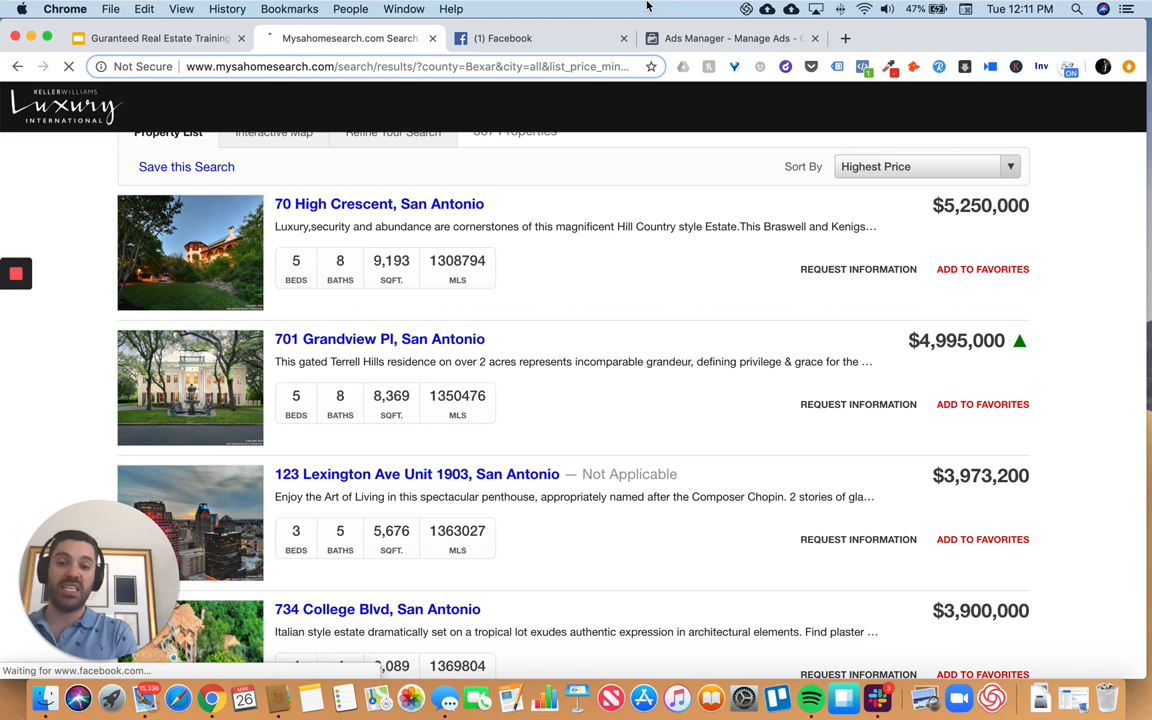 Chrome File Edit View History Bookmarks People Window Help 47% Tue 12:11 PM
Guranteed Real Estate Training Mysahomesearch.com Search (1) Facebook Ads Manager - Manage Ads -
Not Secure www.mysahomesearch.com/search/results/?county=Bexar&city=all&list_price_min... Inv ON
KELLERWILLIAMS
Luxury
INTERNATIONAL
Property List Interactive Map Refine Your Search 507 Properties
Save this Search Sort By Highest Price
70 High Crescent, San Antonio $5,250,000
Luxury,security and abundance are cornerstones of this magnificent Hill Country style Estate.This Braswell and Kenigs...
5 8 9,193 1308794
BEDS BATHS SQFT. MLS
REQUEST INFORMATION ADD TO FAVORITES
701 Grandview Pl, San Antonio $4,995,000
This gated Terrell Hills residence on over 2 acres represents incomparable grandeur, defining privilege & grace for the ...
5 8 8,369 1350476
BEDS BATHS SQFT. MLS
REQUEST INFORMATION ADD TO FAVORITES
123 Lexington Ave Unit 1903, San Antonio — Not Applicable $3,973,200
Enjoy the Art of Living in this spectacular penthouse, appropriately named after the Composer Chopin. 2 stories of gla...
3 5 5,676 1363027
BEDS BATHS SQFT. MLS
REQUEST INFORMATION ADD TO FAVORITES
734 College Blvd, San Antonio $3,900,000
Italian style estate dramatically set on a tropical lot exudes authentic expression in architectural elements. Find plaster ...
,089 1369804
REQUEST INFORMATION ADD TO FAVORITES
Waiting for www.facebook.com...
15,336 MAR 26 3